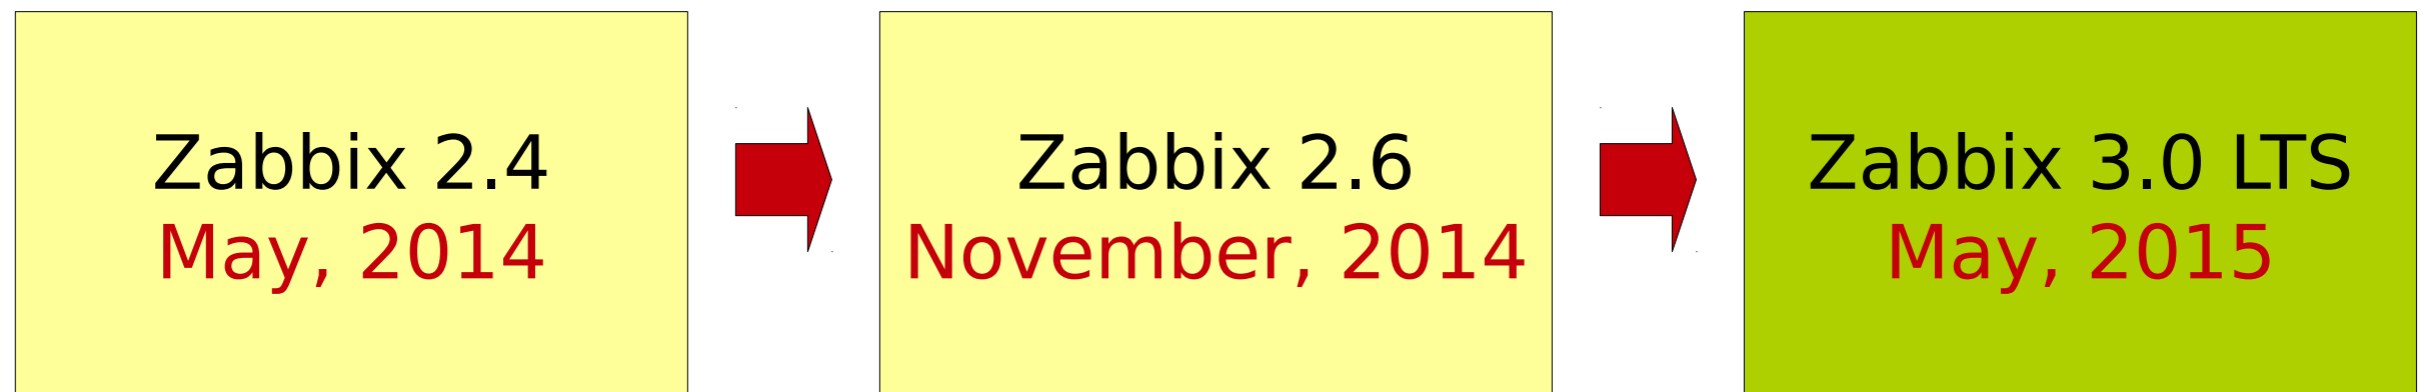 Zabbix 2.4
May, 2014
Zabbix 2.6
November, 2014
Zabbix 3.0 LTS
May, 2015